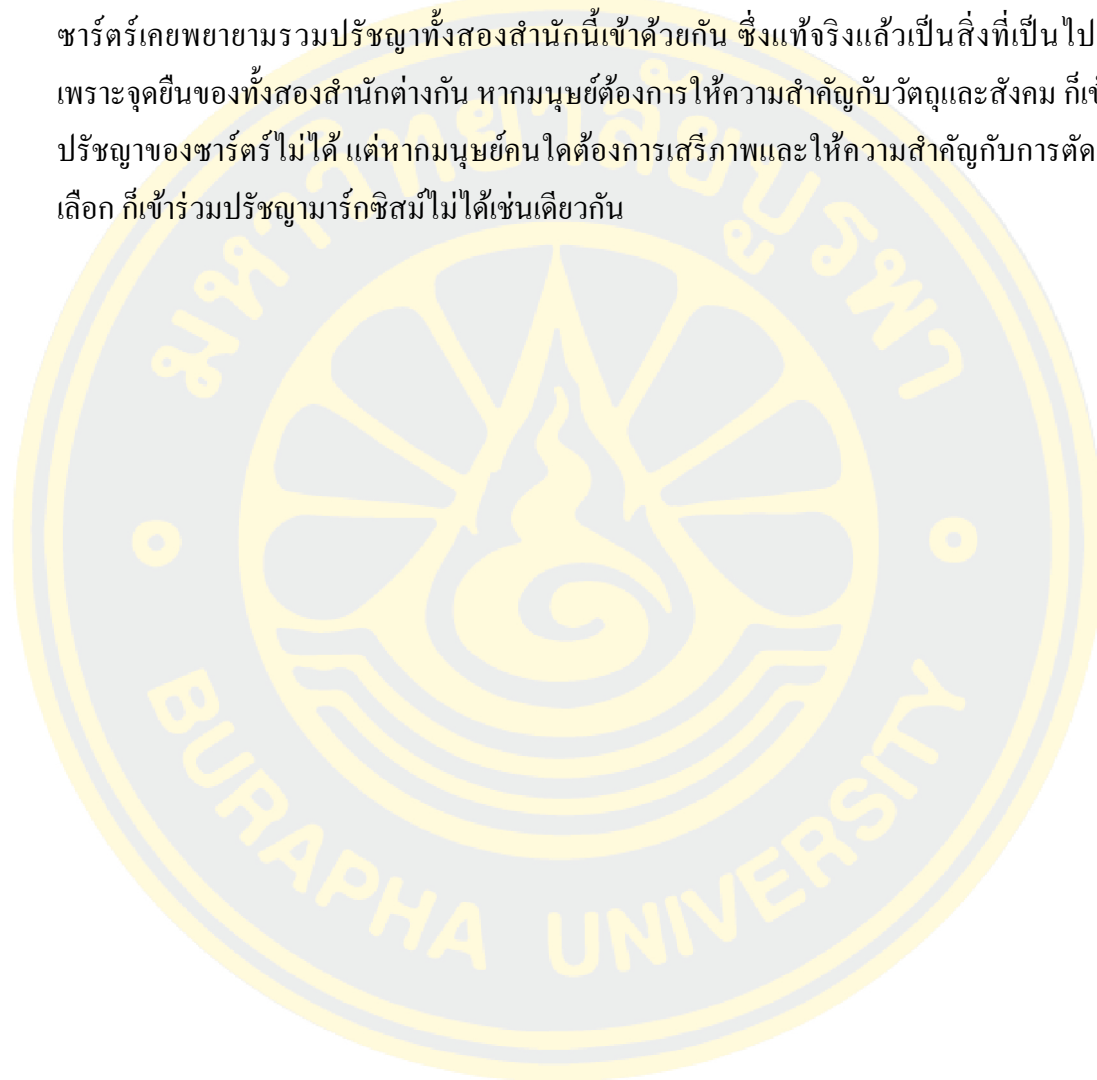 ซาร์ตร์เคยพยายามรวมปรัชญาทั้งสองสำนักนี้เข้าด้วยกัน ซึ่งแท้จริงแล้วเป็นสิ่งที่เป็นไป
เพราะจุดยืนของทั้งสองสำนักต่างกัน หากมนุษย์ต้องการให้ความสำคัญกับวัตถุและสังคม ก็
ปรัชญาของซาร์ตร์ไม่ได้ แต่หากมนุษย์คนใดต้องการเสรีภาพและให้ความสำคัญกับการตัด
เลือก ก็เข้าร่วมปรัชญามาร์กซิสม์ไม่ได้เช่นเดียวกัน
มหาวิทยาลัยบูรพา
BURAPHA UNIVERSITY